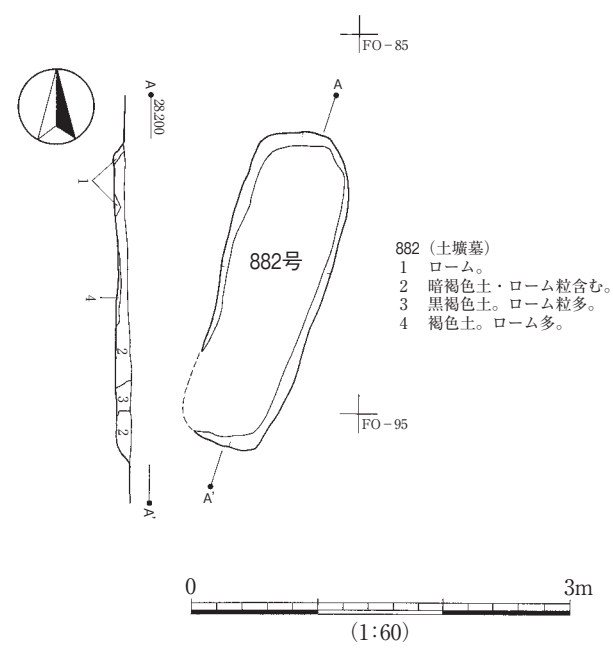 FO－85
A
A
28.200
1
882号
882（土壙墓）
1　ローム。
2　暗褐色土・ローム粒含む。
3　黒褐色土。ローム粒多。
4　褐色土。ローム多。
4
2
3
2
FO－95
A'
A'
0　3m
(1:60)